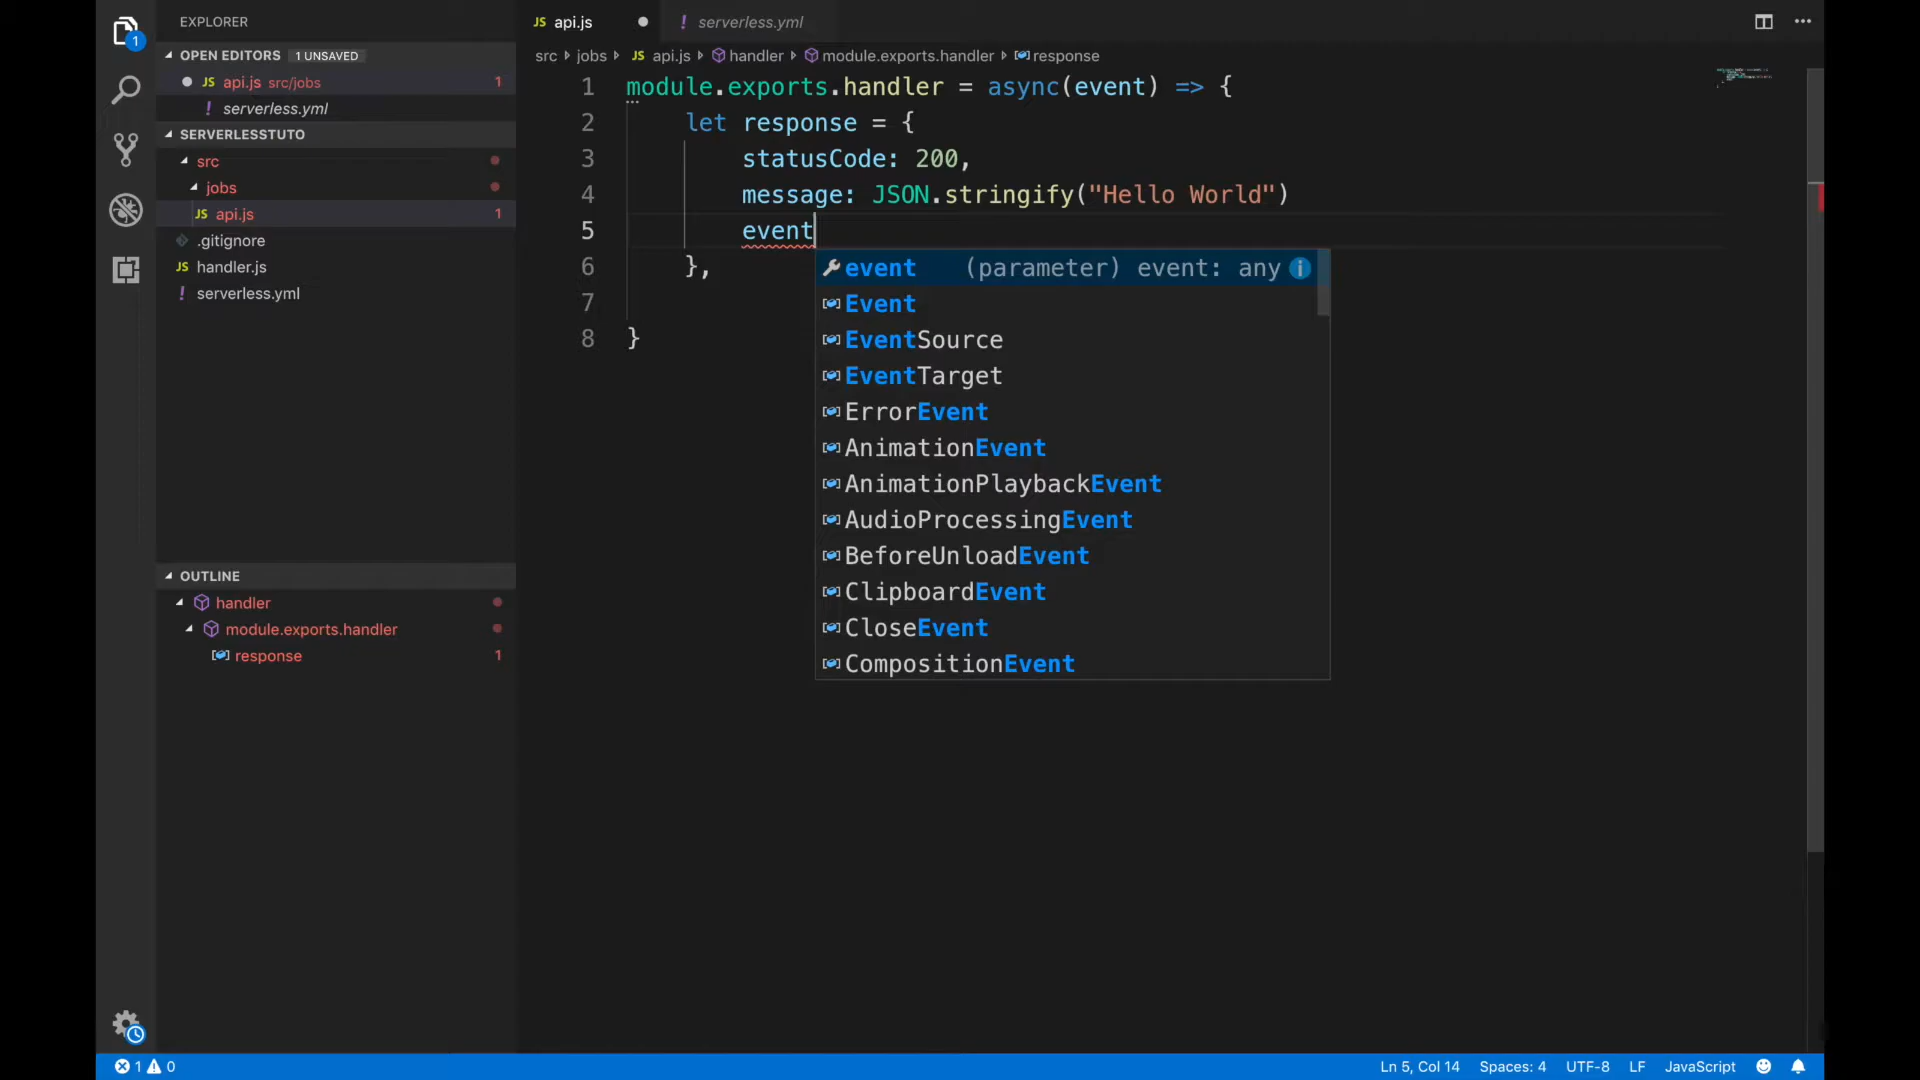 EXPLORER
OPEN EDITORS 1 UNSAVED
api.js src/jobs 1
! serverless.yml
SERVERLESSTUTO
src
jobs
JS api.js 1
.gitignore
JS handler.js
! serverless.yml
OUTLINE
handler
module.exports.handler
response 1
JS api.js
! serverless.yml
src jobs JS api.js handler module.exports.handler response
1 module.exports.handler = async(event) => {
2 let response = {
3 statusCode: 200,
4 message: JSON.stringify("Hello World")
5 event
6 },
7
8 }
event (parameter) event: any
Event
EventSource
EventTarget
ErrorEvent
AnimationEvent
AnimationPlaybackEvent
AudioProcessingEvent
BeforeUnloadEvent
ClipboardEvent
CloseEvent
CompositionEvent
1 0
Ln 5, Col 14 Spaces: 4 UTF-8 LF JavaScript